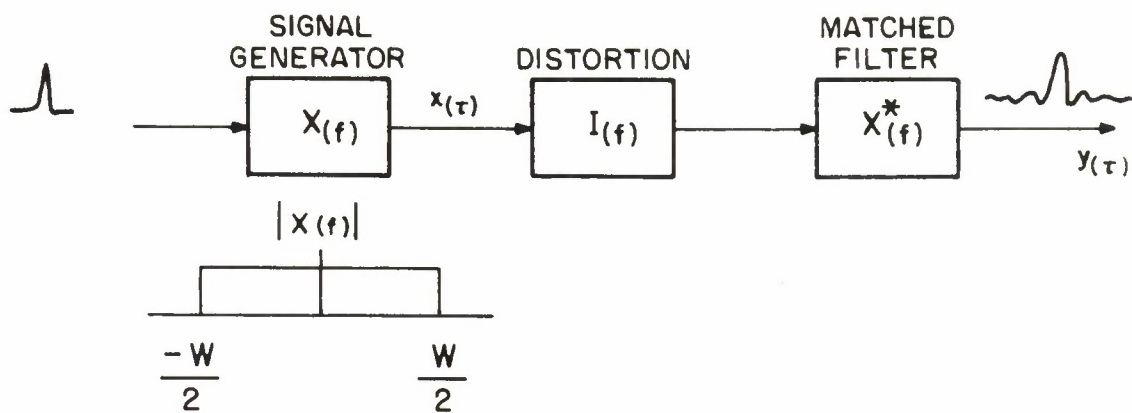 SIGNAL
GENERATOR
DISTORTION
MATCHED
FILTER
X(f)
x(τ)
I(f)
X*(f)
y(τ)
|X(f)|
-W/2
W/2